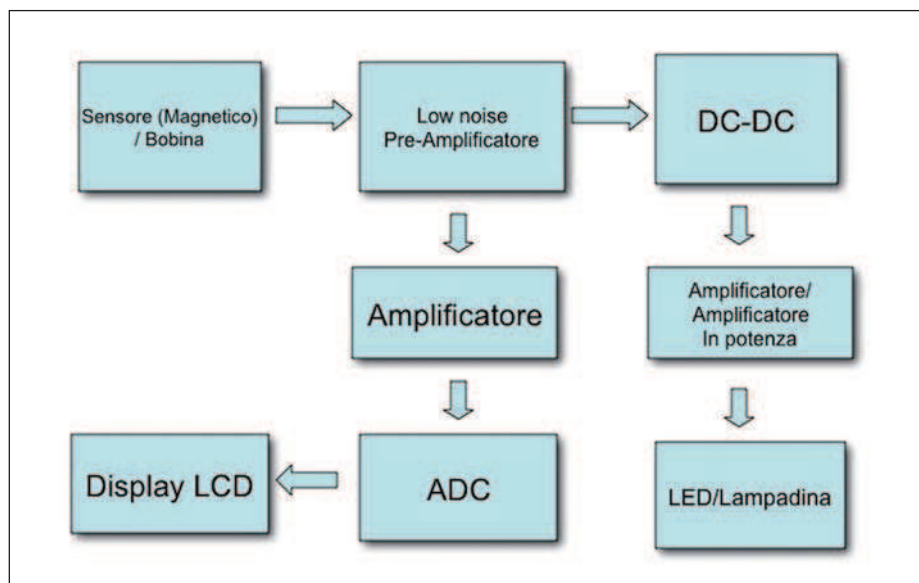 Sensore (Magnetico)
/ Bobina
Low noise
Pre-Amplificatore
DC-DC
Amplificatore
Amplificatore/
Amplificatore
In potenza
Display LCD
ADC
LED/Lampadina